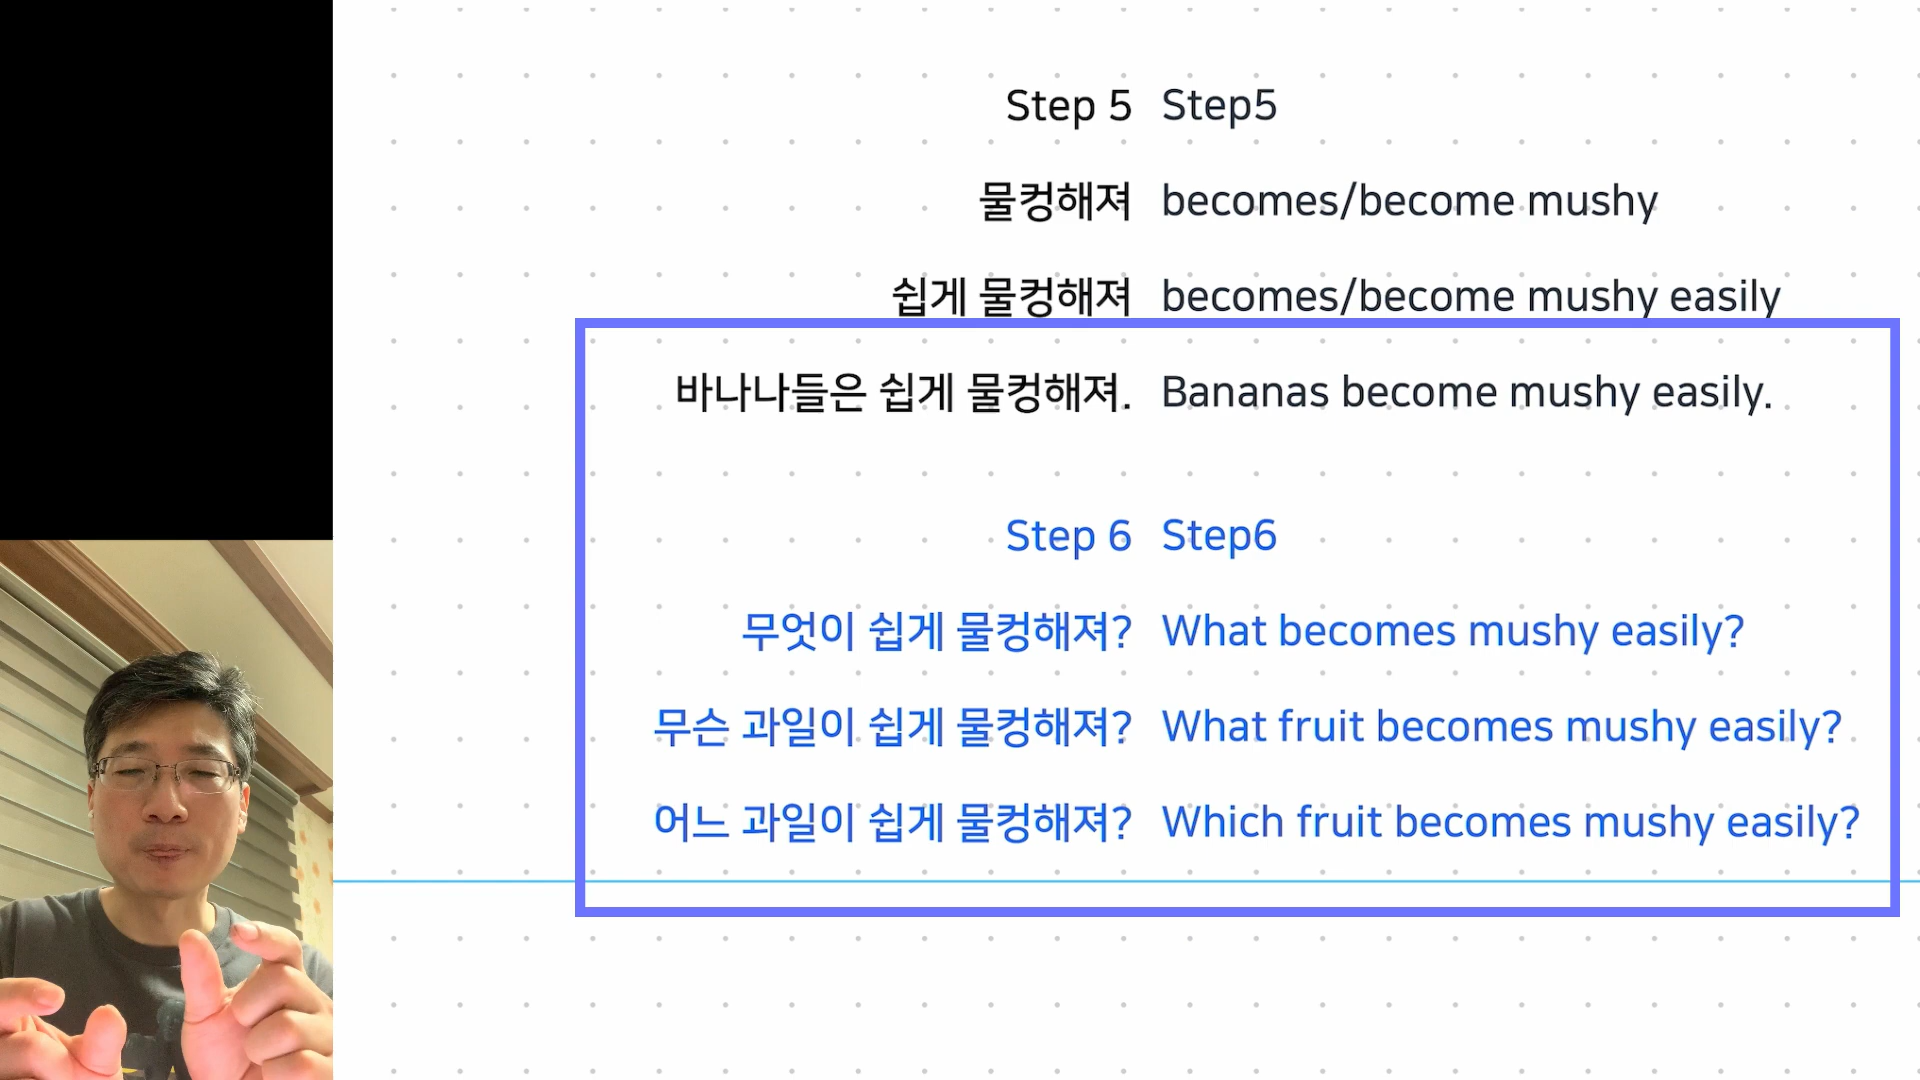 Step 5 Step5
물컹해져 becomes/become mushy
쉽게 물컹해져 becomes/become mushy easily
바나나들은 쉽게 물컹해져. Bananas become mushy easily.
Step 6 Step6
무엇이 쉽게 물컹해져? What becomes mushy easily?
무슨 과일이 쉽게 물컹해져? What fruit becomes mushy easily?
어느 과일이 쉽게 물컹해져? Which fruit becomes mushy easily?